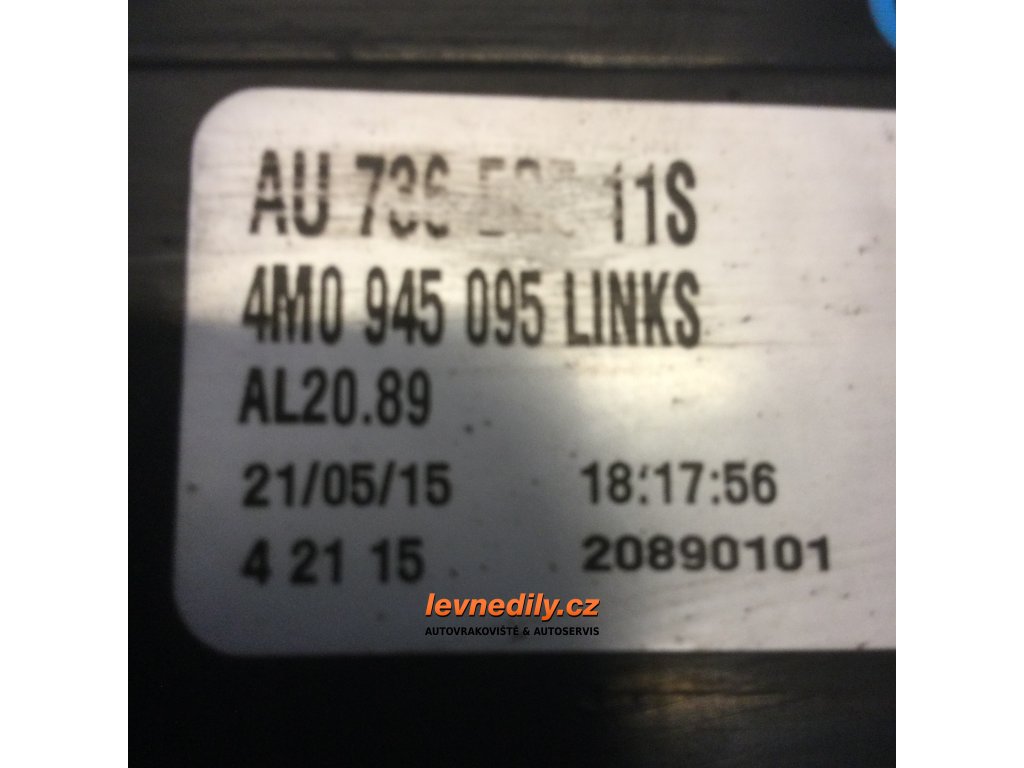 AU 736 11S
4M0 945 095 LINKS
AL20.89
21/05/15 18:17:56
4 21 15 20890101
levnedily.cz
AUTOVRAKOVIŠTĚ & AUTOSERVIS